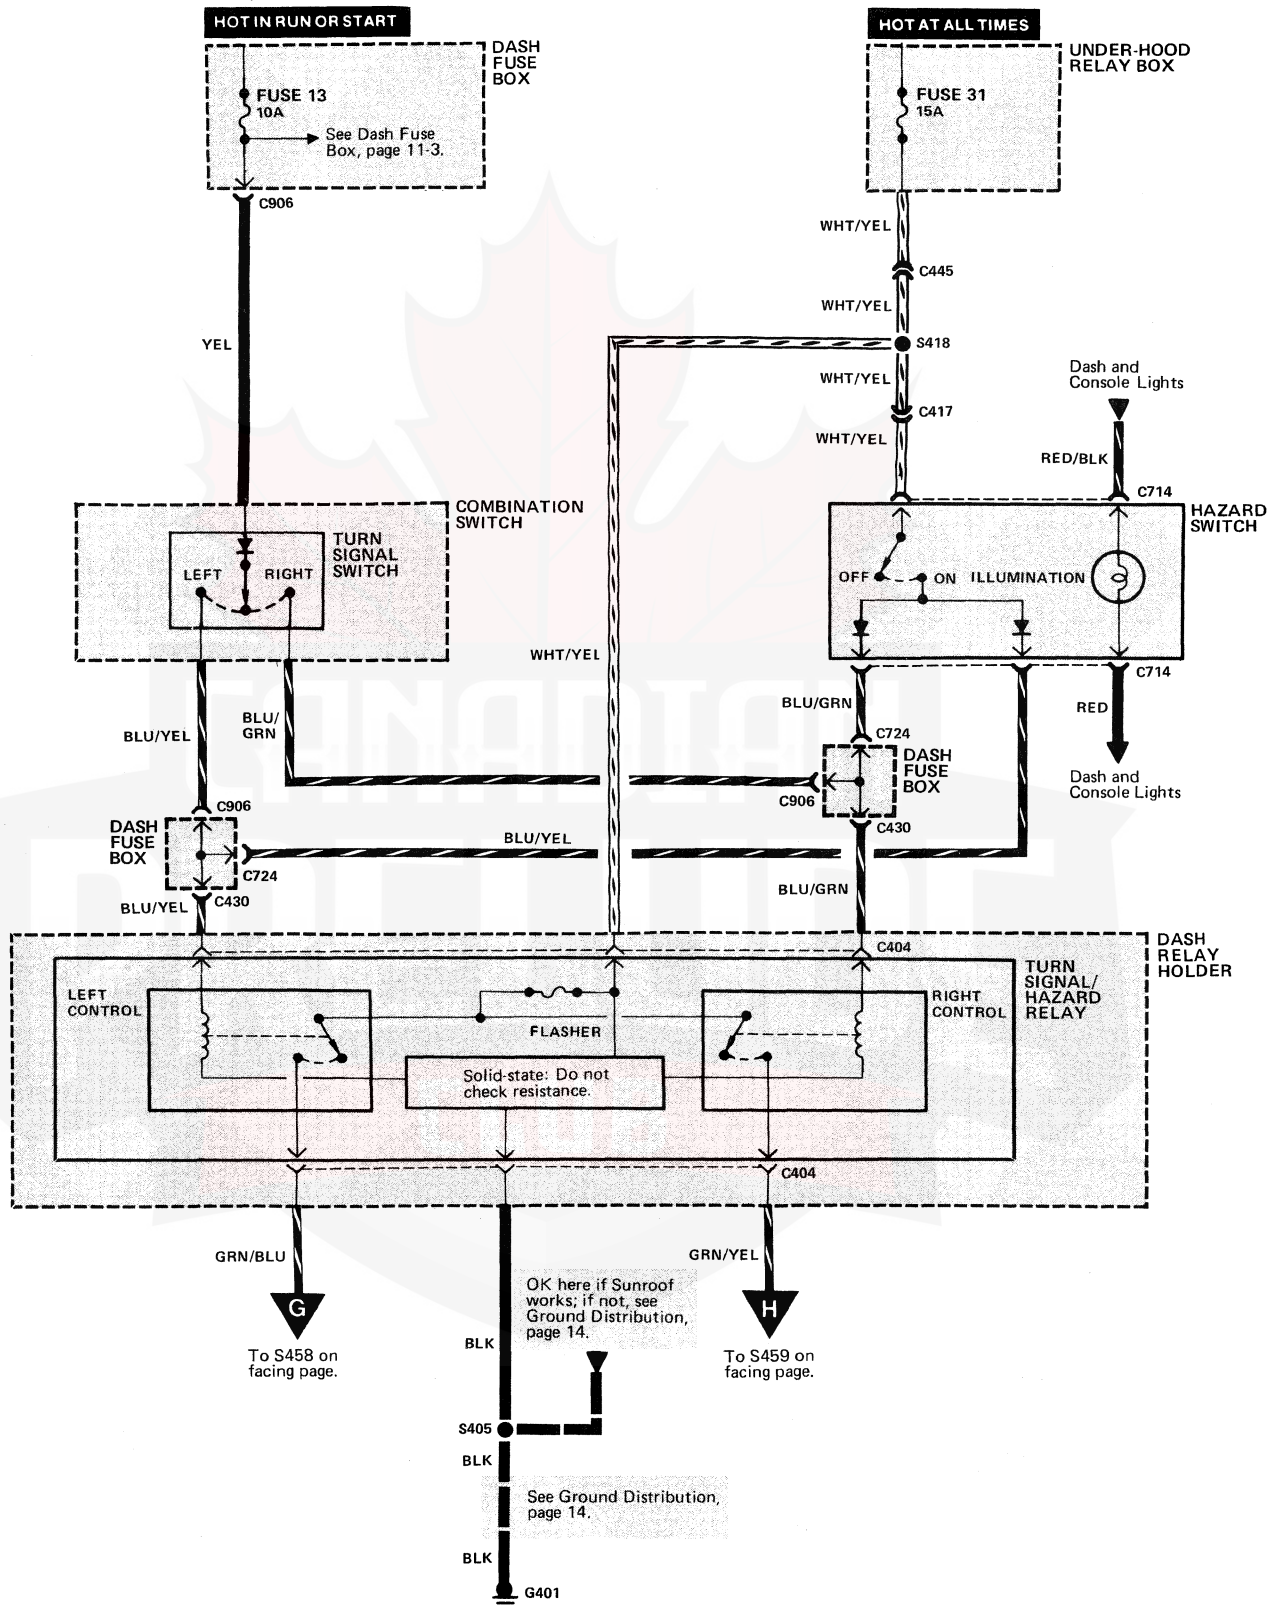 HOT IN RUN OR START
HOT AT ALL TIMES
DASH
FUSE
BOX
UNDER-HOOD
RELAY BOX
FUSE 13
10A
See Dash Fuse
Box, page 11-3.
FUSE 31
15A
C906
WHT/YEL
C445
WHT/YEL
YEL
S418
WHT/YEL
Dash and
Console Lights
C417
WHT/YEL
RED/BLK
C714
COMBINATION
SWITCH
HAZARD
SWITCH
TURN
SIGNAL
SWITCH
LEFT
RIGHT
OFF
ON
ILLUMINATION
WHT/YEL
C714
BLU/YEL
BLU/
GRN
BLU/GRN
RED
C724
DASH
FUSE
BOX
Dash and
Console Lights
CANADIAN
C906
C906
DASH
FUSE
BOX
BLU/YEL
C430
C724
BLU/GRN
C430
BLU/YEL
C404
DASH
RELAY
HOLDER
TURN
SIGNAL/
HAZARD
RELAY
LEFT
CONTROL
RIGHT
CONTROL
FLASHER
Solid-state: Do not
check resistance.
C404
GRN/BLU
GRN/YEL
G
H
OK here if Sunroof
works; if not, see
Ground Distribution,
page 14.
BLK
To S458 on
facing page.
To S459 on
facing page.
S405
BLK
See Ground Distribution,
page 14.
BLK
G401